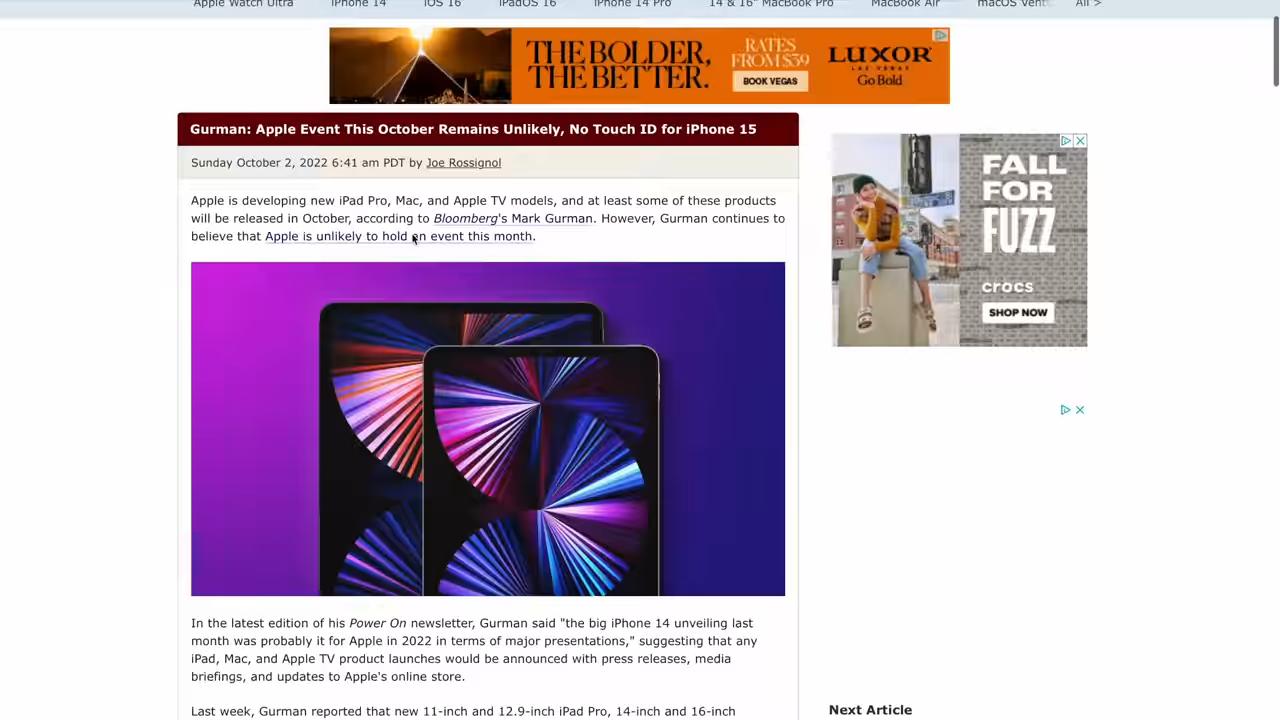 Apple Watch Ultra iPhone 14 iOS 16 iPadOS 16 iPhone 14 Pro 14 & 16" MacBook Pro MacBook Air macOS All >
THE BOLDER,
THE BETTER.
RATES
FROM $39
BOOK VEGAS
LUXOR
LAS VEGAS
Go Bold
Gurman: Apple Event This October Remains Unlikely, No Touch ID for iPhone 15
Sunday October 2, 2022 6:41 am PDT by Joe Rossignol
Apple is developing new iPad Pro, Mac, and Apple TV models, and at least some of these products
will be released in October, according to Bloomberg's Mark Gurman. However, Gurman continues to
believe that Apple is unlikely to hold an event this month.
FALL
FOR
FUZZ
crocs
SHOP NOW
In the latest edition of his Power On newsletter, Gurman said "the big iPhone 14 unveiling last
month was probably it for Apple in 2022 in terms of major presentations," suggesting that any
iPad, Mac, and Apple TV product launches would be announced with press releases, media
briefings, and updates to Apple's online store.
Last week, Gurman reported that new 11-inch and 12.9-inch iPad Pro, 14-inch and 16-inch
Next Article